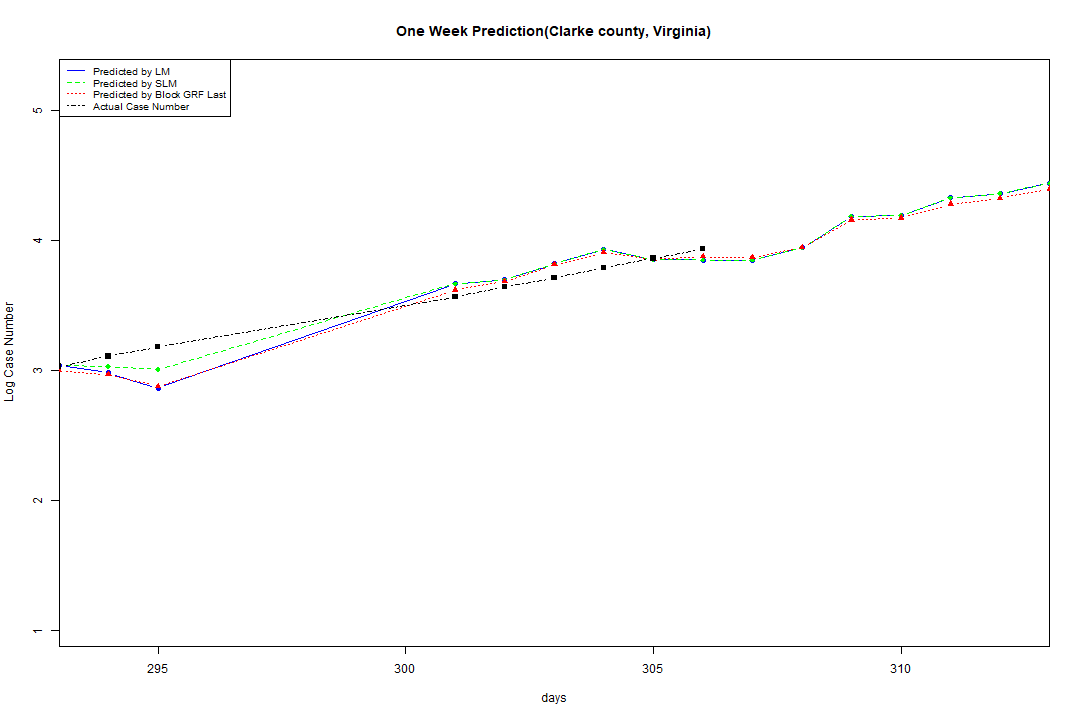 One Week Prediction(Clarke county, Virginia)
Predicted by LM
Predicted by SLM
Predicted by Block GRF Last
Actual Case Number
5
4
3
2
1
Log Case Number
295 300 305 310
days